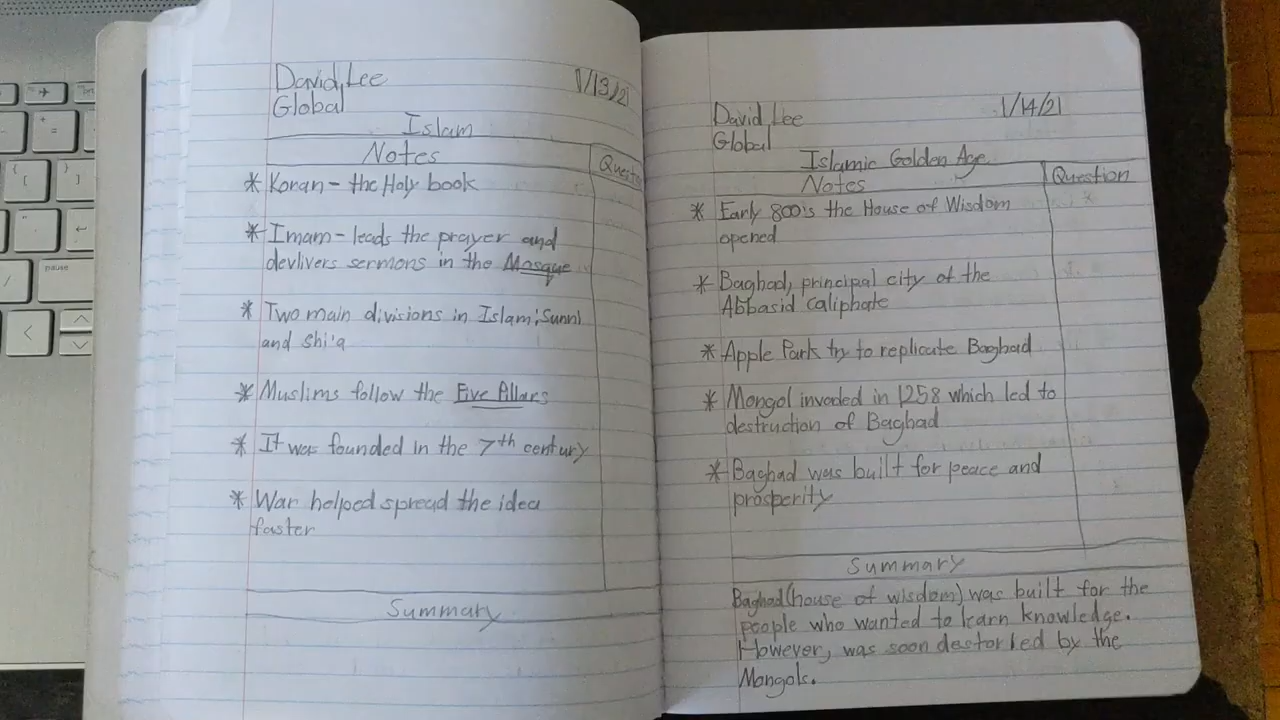 David Lee
1/13/21
Global
Islam
Notes
Questi
* Koran - the Holy book
* Imam - leads the prayer and
devlivers sermons in the Mosque
* Two main divisions in Islam: Sunni
and Shi'a
* Muslims follow the Five Pillars
* It was founded in the 7th century
* War helped spread the idea
faster
Summary
David Lee
1/14/21
Global
Islamic Golden Age
Notes
Question
* Early 800's the House of Wisdom
opened
* Baghad, principal city of the
Abbasid caliphate
* Apple Park try to replicate Baghad
* Mongol invaded in 1258 which led to
destruction of Baghad
* Baghad was built for peace and
prosperity
Summary
Baghad (house of wisdom) was built for the
people who wanted to learn knowledge.
However, was soon destoried by the
Mongols.
pause